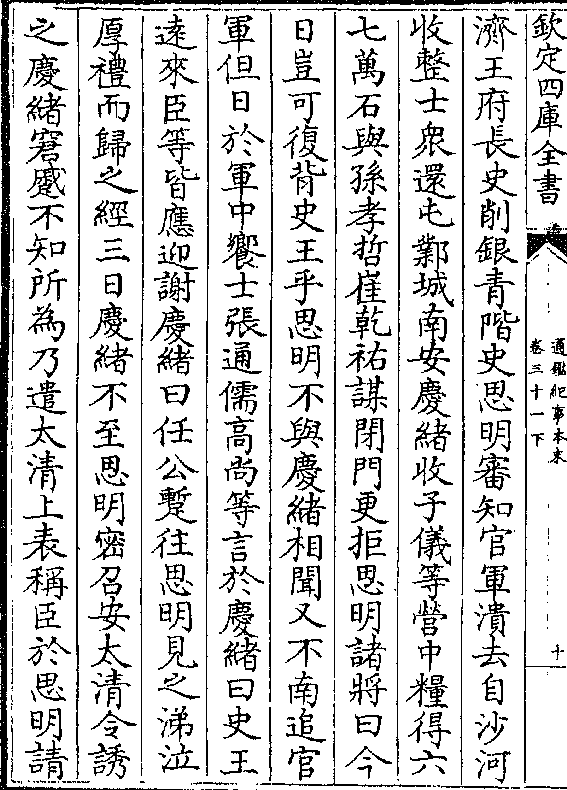 欽定四庫全書
通鑑紀事本末
卷三十一下
十
濟王府長史削銀青階史思明審知官軍潰去自沙河
收整士衆還屯鄴城南安慶緒收子儀等營中糧得六
七萬石與孫孝哲崔乾祐謀閉門更拒思明諸將曰今
日豈可復背史王乎思明不與慶緒相聞又不南追官
軍但日於軍中饗士張通儒高尚等言於慶緒曰史王
遠來臣等皆應迎謝慶緒曰任公蹔往思明見之涕泣
厚禮而歸之經三日慶緒不至思明密召安太清令誘
之慶緒窘蹙不知所為乃遣太清上表稱臣於思明請